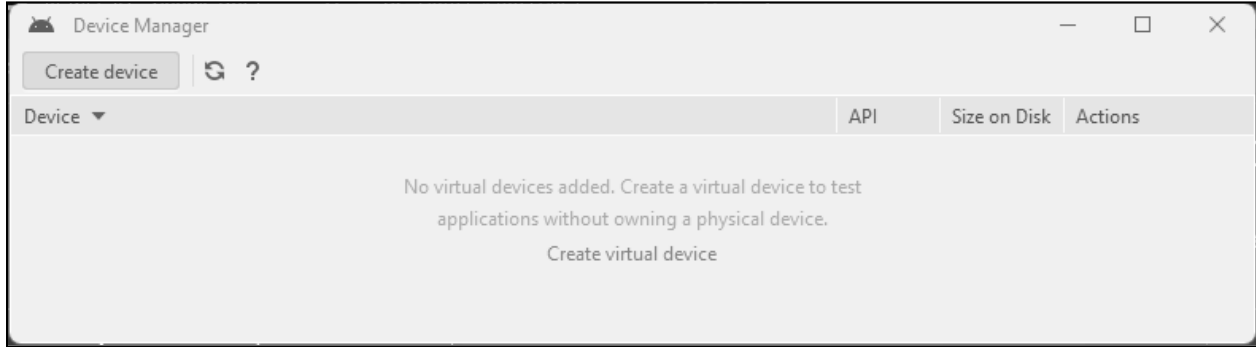 Device Manager
Create device ?
Device API Size on Disk Actions
No virtual devices added. Create a virtual device to test
applications without owning a physical device.
Create virtual device